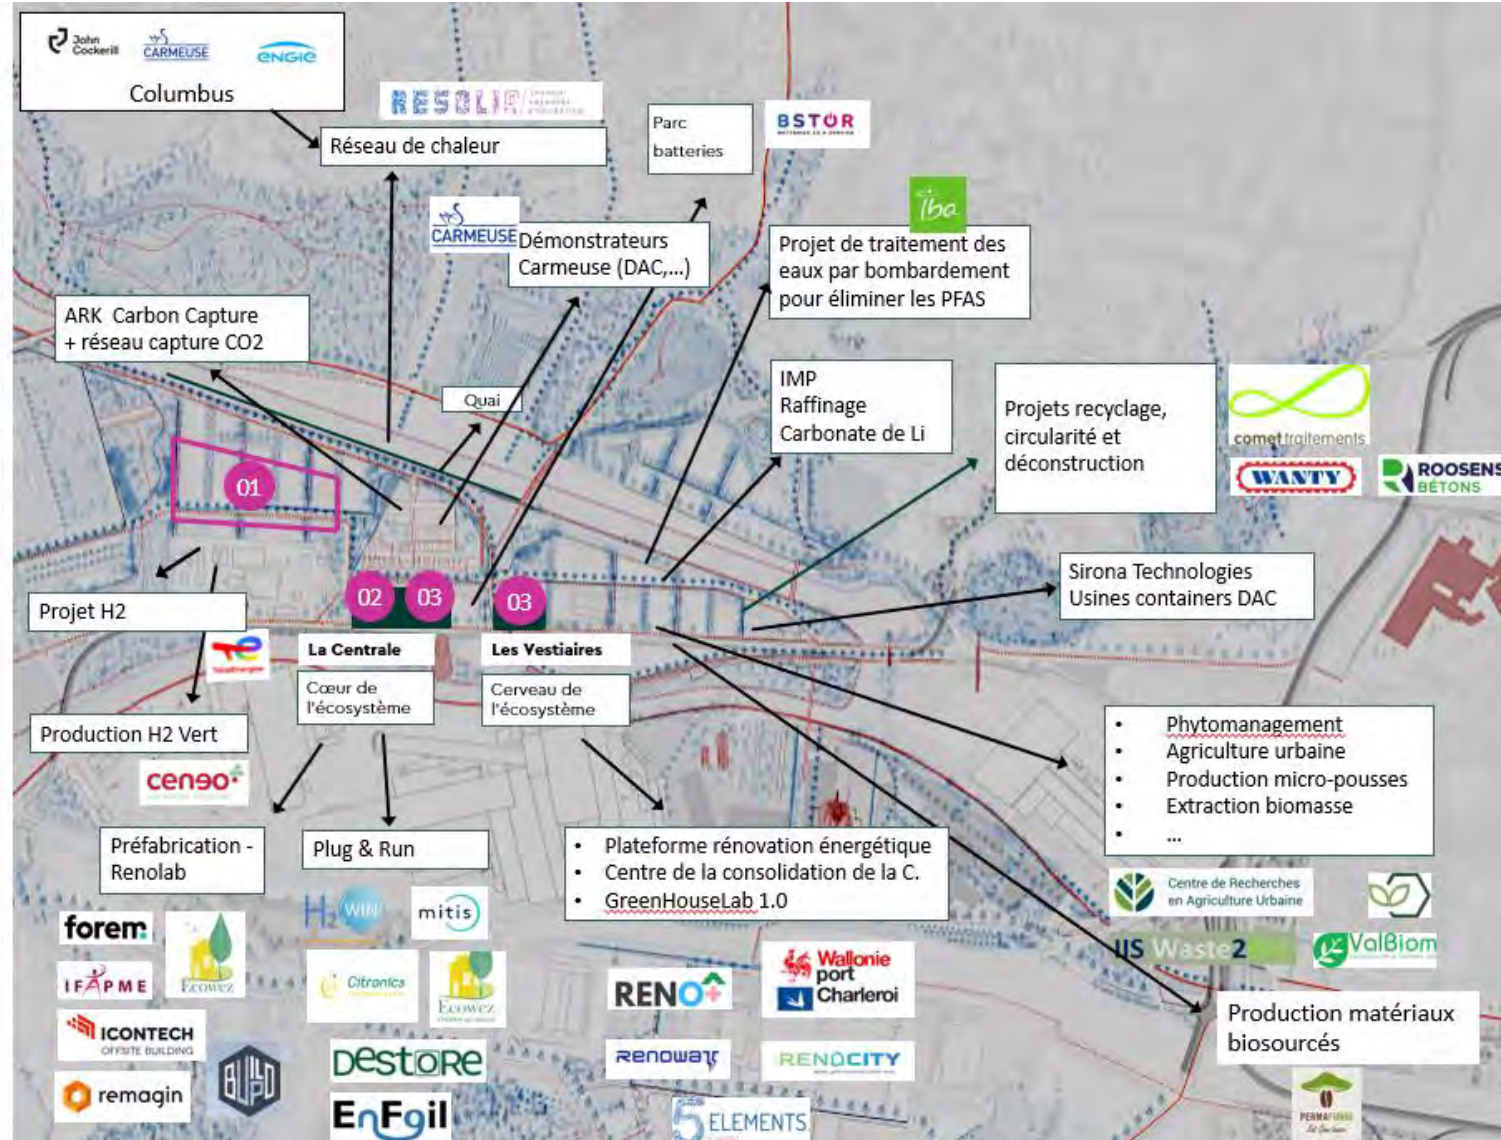 John
Cockerill
CARMEUSE
ENGIE
Columbus
RESOLIA
Réseau de chaleur
Parc
batteries
BSTOR
iba
CARMEUSE
Démonstrateurs
Carmeuse (DAC,...)
Projet de traitement des
eaux par bombardement
pour éliminer les PFAS
ARK Carbon Capture
+ réseau capture CO2
Quai
IMP
Raffinage
Carbonate de Li
Projets recyclage,
circularité et
déconstruction
comet traitements
WANTY
ROOSENS
BÉTONS
01
02
03
03
Projet H2
Sirona Technologies
Usines containers DAC
TotalEnergies
La Centrale
Les Vestiaires
Cœur de
l'écosystème
Cerveau de
l'écosystème
Production H2 Vert
ceneo
• Phytomanagement
• Agriculture urbaine
• Production micro-pousses
• Extraction biomasse
• ...
Préfabrication -
Renolab
Plug & Run
• Plateforme rénovation énergétique
• Centre de la consolidation de la C.
• GreenHouseLab 1.0
Centre de Recherches
en Agriculture Urbaine
IIS Waste2
ValBiom
forem
Ecowez
IFAPME
ICONTECH
OFFSITE BUILDING
remagin
BUILDUP
H2WIN
mitis
Citronics
Ecowez
DESTORE
EnFoil
RENO+
Wallonie
port
Charleroi
Renowatt
RENOCITY
5 ELEMENTS
Production matériaux
biosourcés
PERMAFUNGI